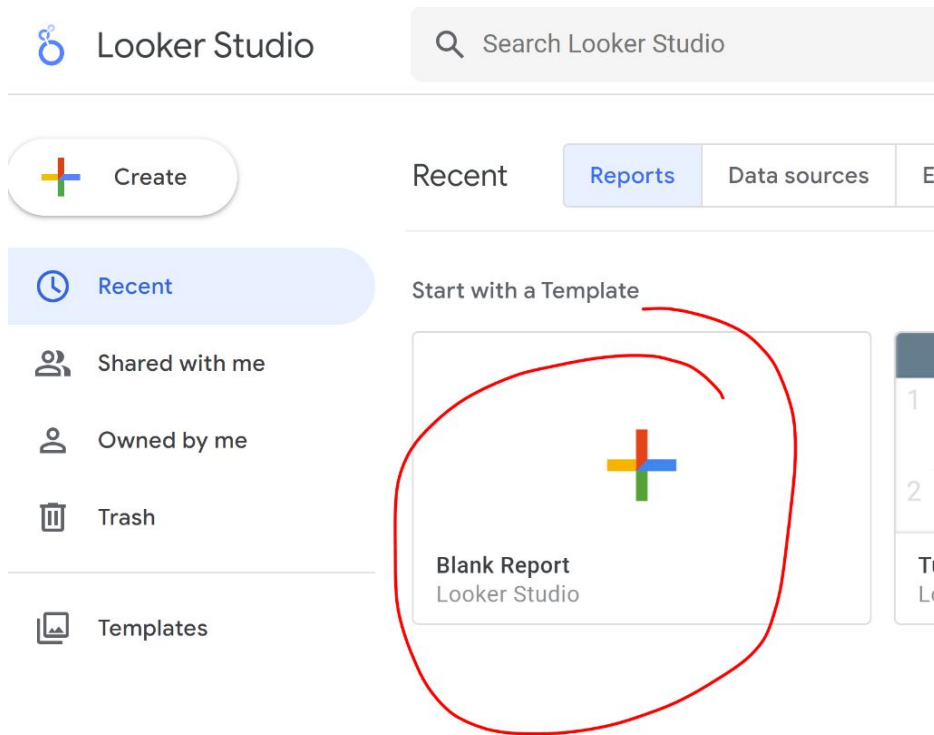 Looker Studio
Search Looker Studio
Create
Recent
Reports
Data sources
E
Recent
Shared with me
Owned by me
Trash
Templates
Start with a Template
Blank Report
Looker Studio
1
2